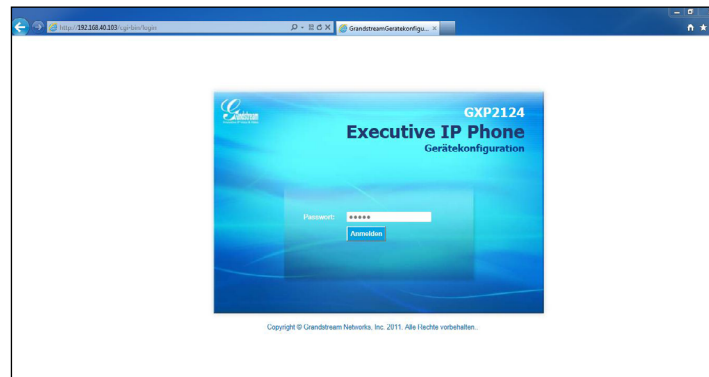 http://192.168.40.103/cgi-bin/login
GrandstreamGerätekonfigu...
Grandstream
GXP2124
Executive IP Phone
Gerätekonfiguration
Passwort:
Anmelden
Copyright © Grandstream Networks, Inc. 2011. Alle Rechte vorbehalten..